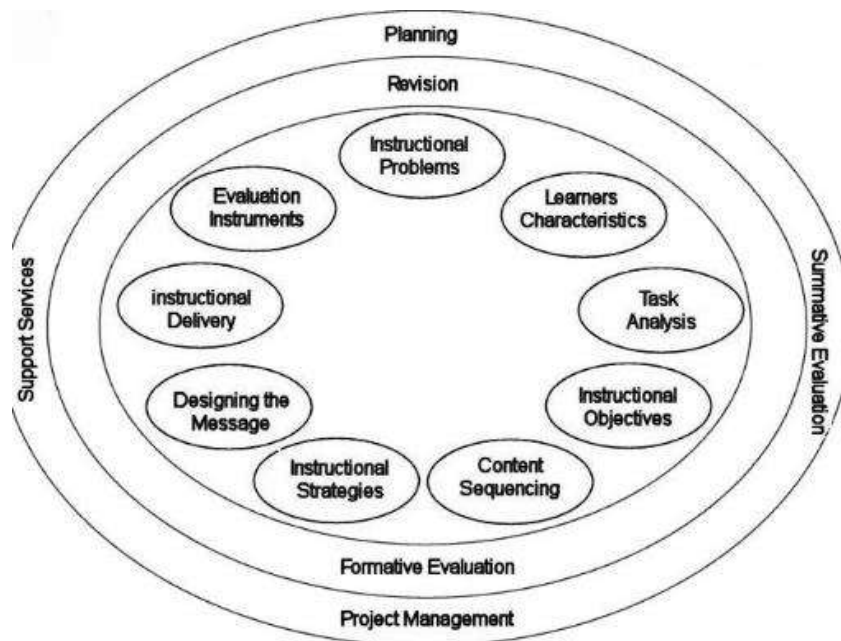 Planning
Revision
Instructional
Problems
Evaluation
Instruments
Learners
Characteristics
instructional
Delivery
Task
Analysis
Support Services
Summative Evaluation
Designing the
Message
Instructional
Objectives
Instructional
Strategies
Content
Sequencing
Formative Evaluation
Project Management